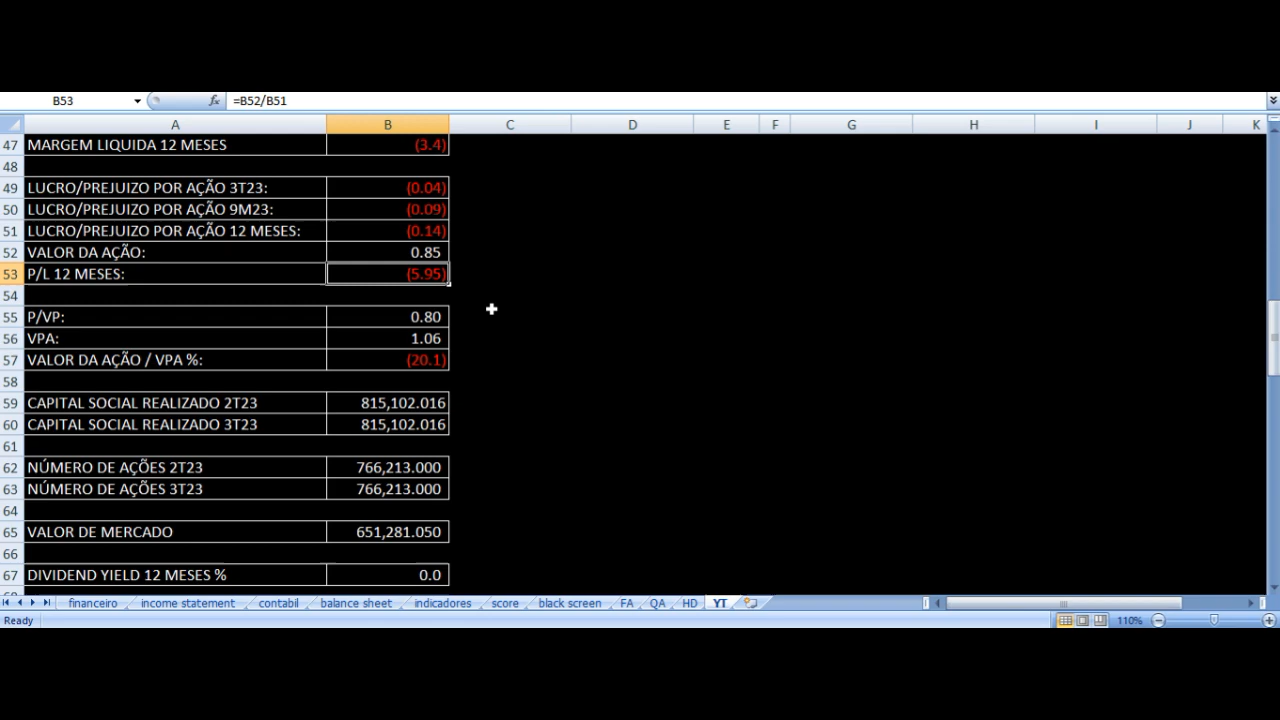 B53 fx =B52/B51
A B C D E F G H I J K
47 MARGEM LIQUIDA 12 MESES (3.4)
48
49 LUCRO/PREJUIZO POR AÇÃO 3T23: (0.04)
50 LUCRO/PREJUIZO POR AÇÃO 9M23: (0.09)
51 LUCRO/PREJUIZO POR AÇÃO 12 MESES: (0.14)
52 VALOR DA AÇÃO: 0.85
53 P/L 12 MESES: (5.95)
54
55 P/VP: 0.80
56 VPA: 1.06
57 VALOR DA AÇÃO / VPA %: (20.1)
58
59 CAPITAL SOCIAL REALIZADO 2T23 815,102.016
60 CAPITAL SOCIAL REALIZADO 3T23 815,102.016
61
62 NÚMERO DE AÇÕES 2T23 766,213.000
63 NÚMERO DE AÇÕES 3T23 766,213.000
64
65 VALOR DE MERCADO 651,281.050
66
67 DIVIDEND YIELD 12 MESES % 0.0
financeiro income statement contabil balance sheet indicadores score black screen FA QA HD YT
Ready 110%